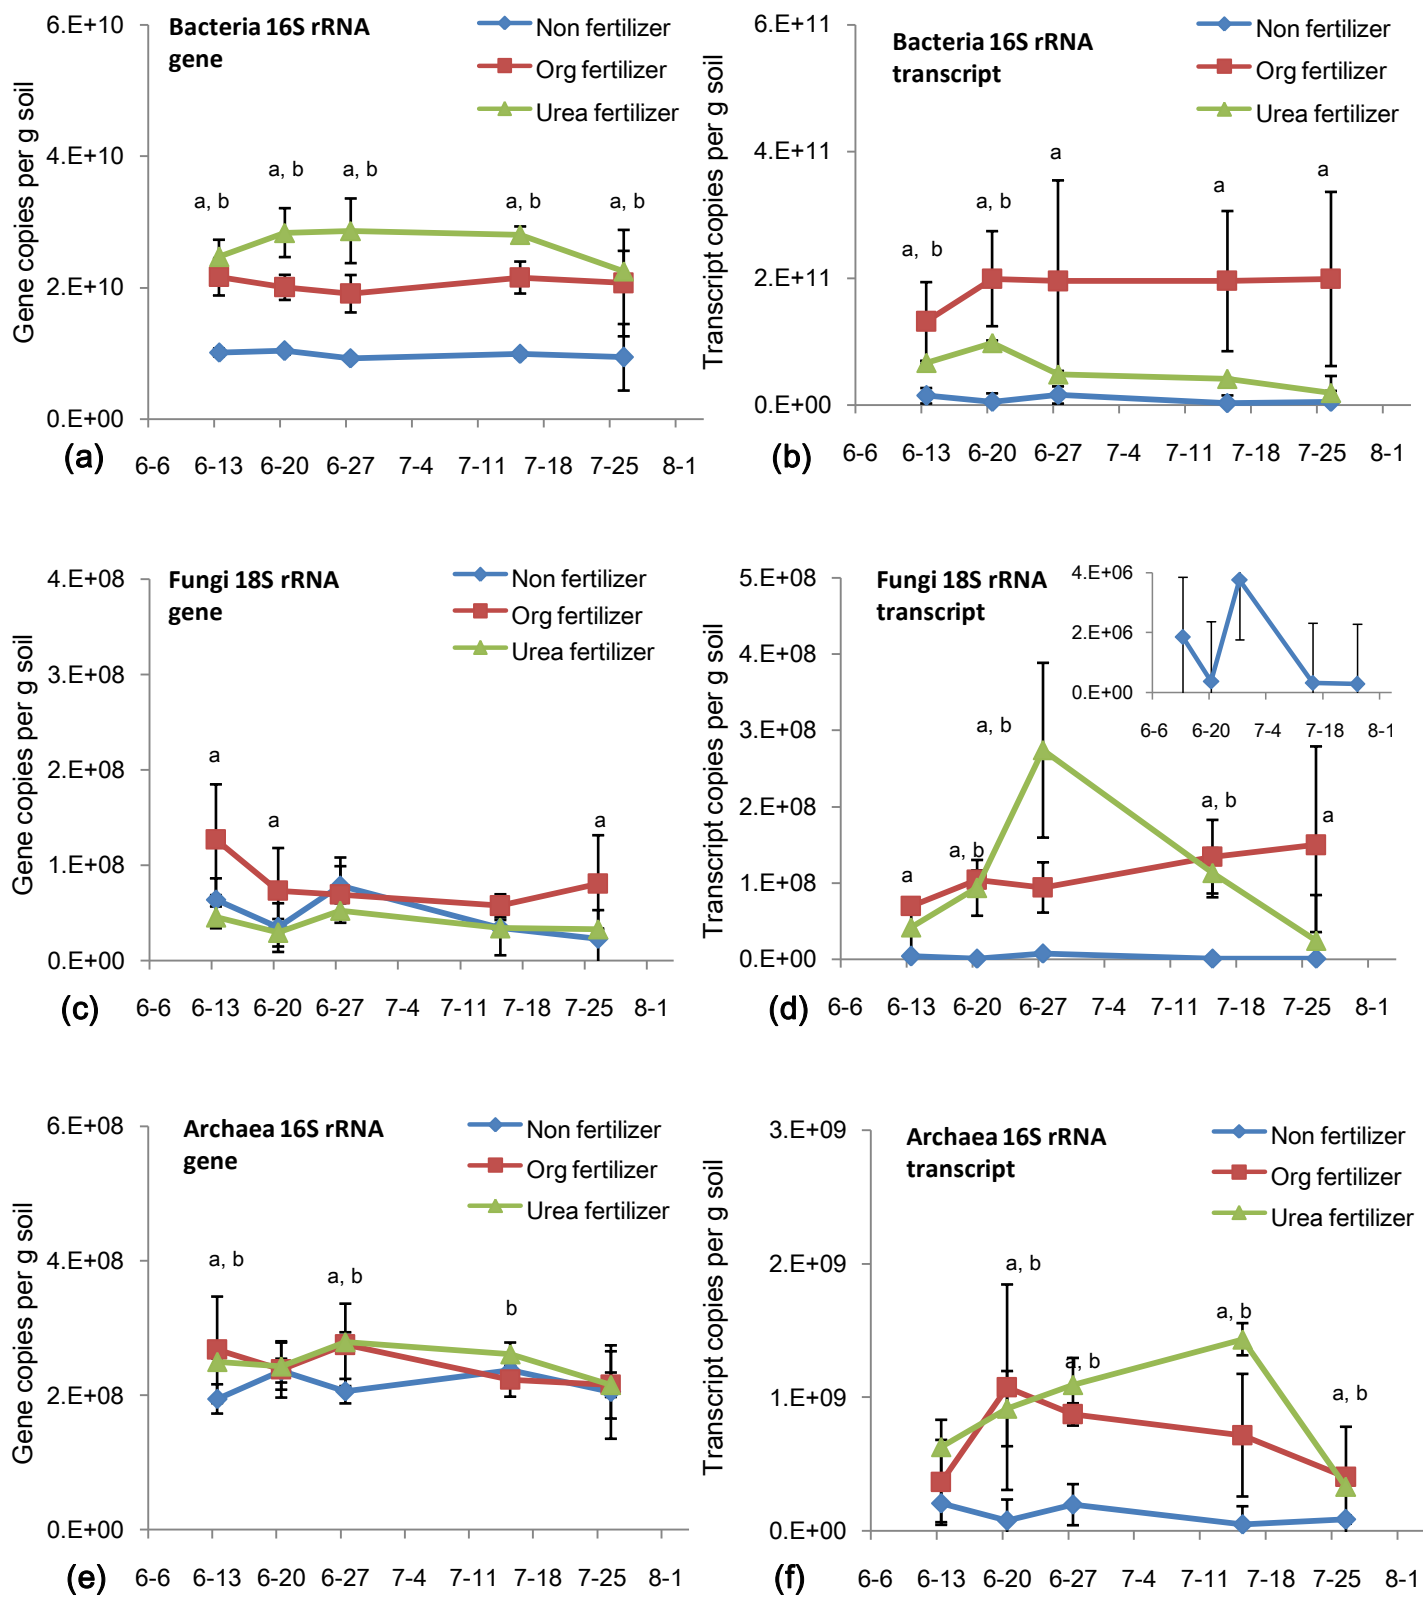 Bacteria 16S rRNA
gene
Non fertilizer
Org fertilizer
Urea fertilizer
Gene copies per g soil
6.E+10
4.E+10
2.E+10
0.E+00
a, b
a, b
a, b
a, b
a, b
(a)
6-6 6-13 6-20 6-27 7-4 7-11 7-18 7-25 8-1
Bacteria 16S rRNA
transcript
Non fertilizer
Org fertilizer
Urea fertilizer
Transcript copies per g soil
6.E+11
4.E+11
2.E+11
0.E+00
a, b
a, b
a
a
a
(b)
6-6 6-13 6-20 6-27 7-4 7-11 7-18 7-25 8-1
Fungi 18S rRNA
gene
Non fertilizer
Org fertilizer
Urea fertilizer
Gene copies per g soil
4.E+08
3.E+08
2.E+08
1.E+08
0.E+00
a
a
a
(c)
6-6 6-13 6-20 6-27 7-4 7-11 7-18 7-25 8-1
Fungi 18S rRNA
transcript
Transcript copies per g soil
5.E+08
4.E+08
3.E+08
2.E+08
1.E+08
0.E+00
4.E+06
2.E+06
0.E+00
6-6 6-20 7-4 7-18 8-1
a
a, b
a, b
a, b
a
(d)
6-6 6-13 6-20 6-27 7-4 7-11 7-18 7-25 8-1
Archaea 16S rRNA
gene
Non fertilizer
Org fertilizer
Urea fertilizer
Gene copies per g soil
6.E+08
4.E+08
2.E+08
0.E+00
a, b
a, b
b
(e)
6-6 6-13 6-20 6-27 7-4 7-11 7-18 7-25 8-1
Archaea 16S rRNA
transcript
Non fertilizer
Org fertilizer
Urea fertilizer
Transcript copies per g soil
3.E+09
2.E+09
1.E+09
0.E+00
a, b
a, b
a, b
a, b
(f)
6-6 6-13 6-20 6-27 7-4 7-11 7-18 7-25 8-1